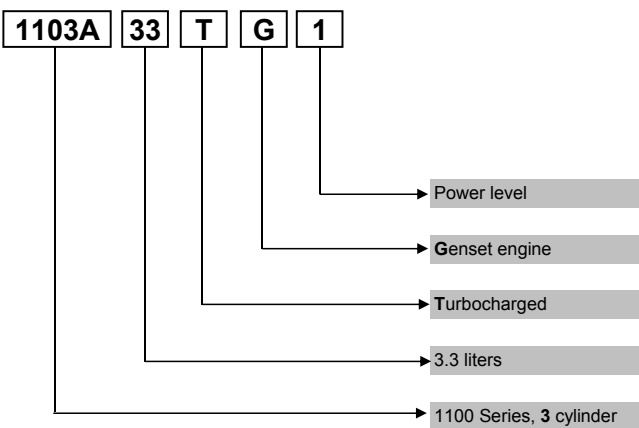 1103A 33 T G 1
Power level
Genset engine
Turbocharged
3.3 liters
1100 Series, 3 cylinder